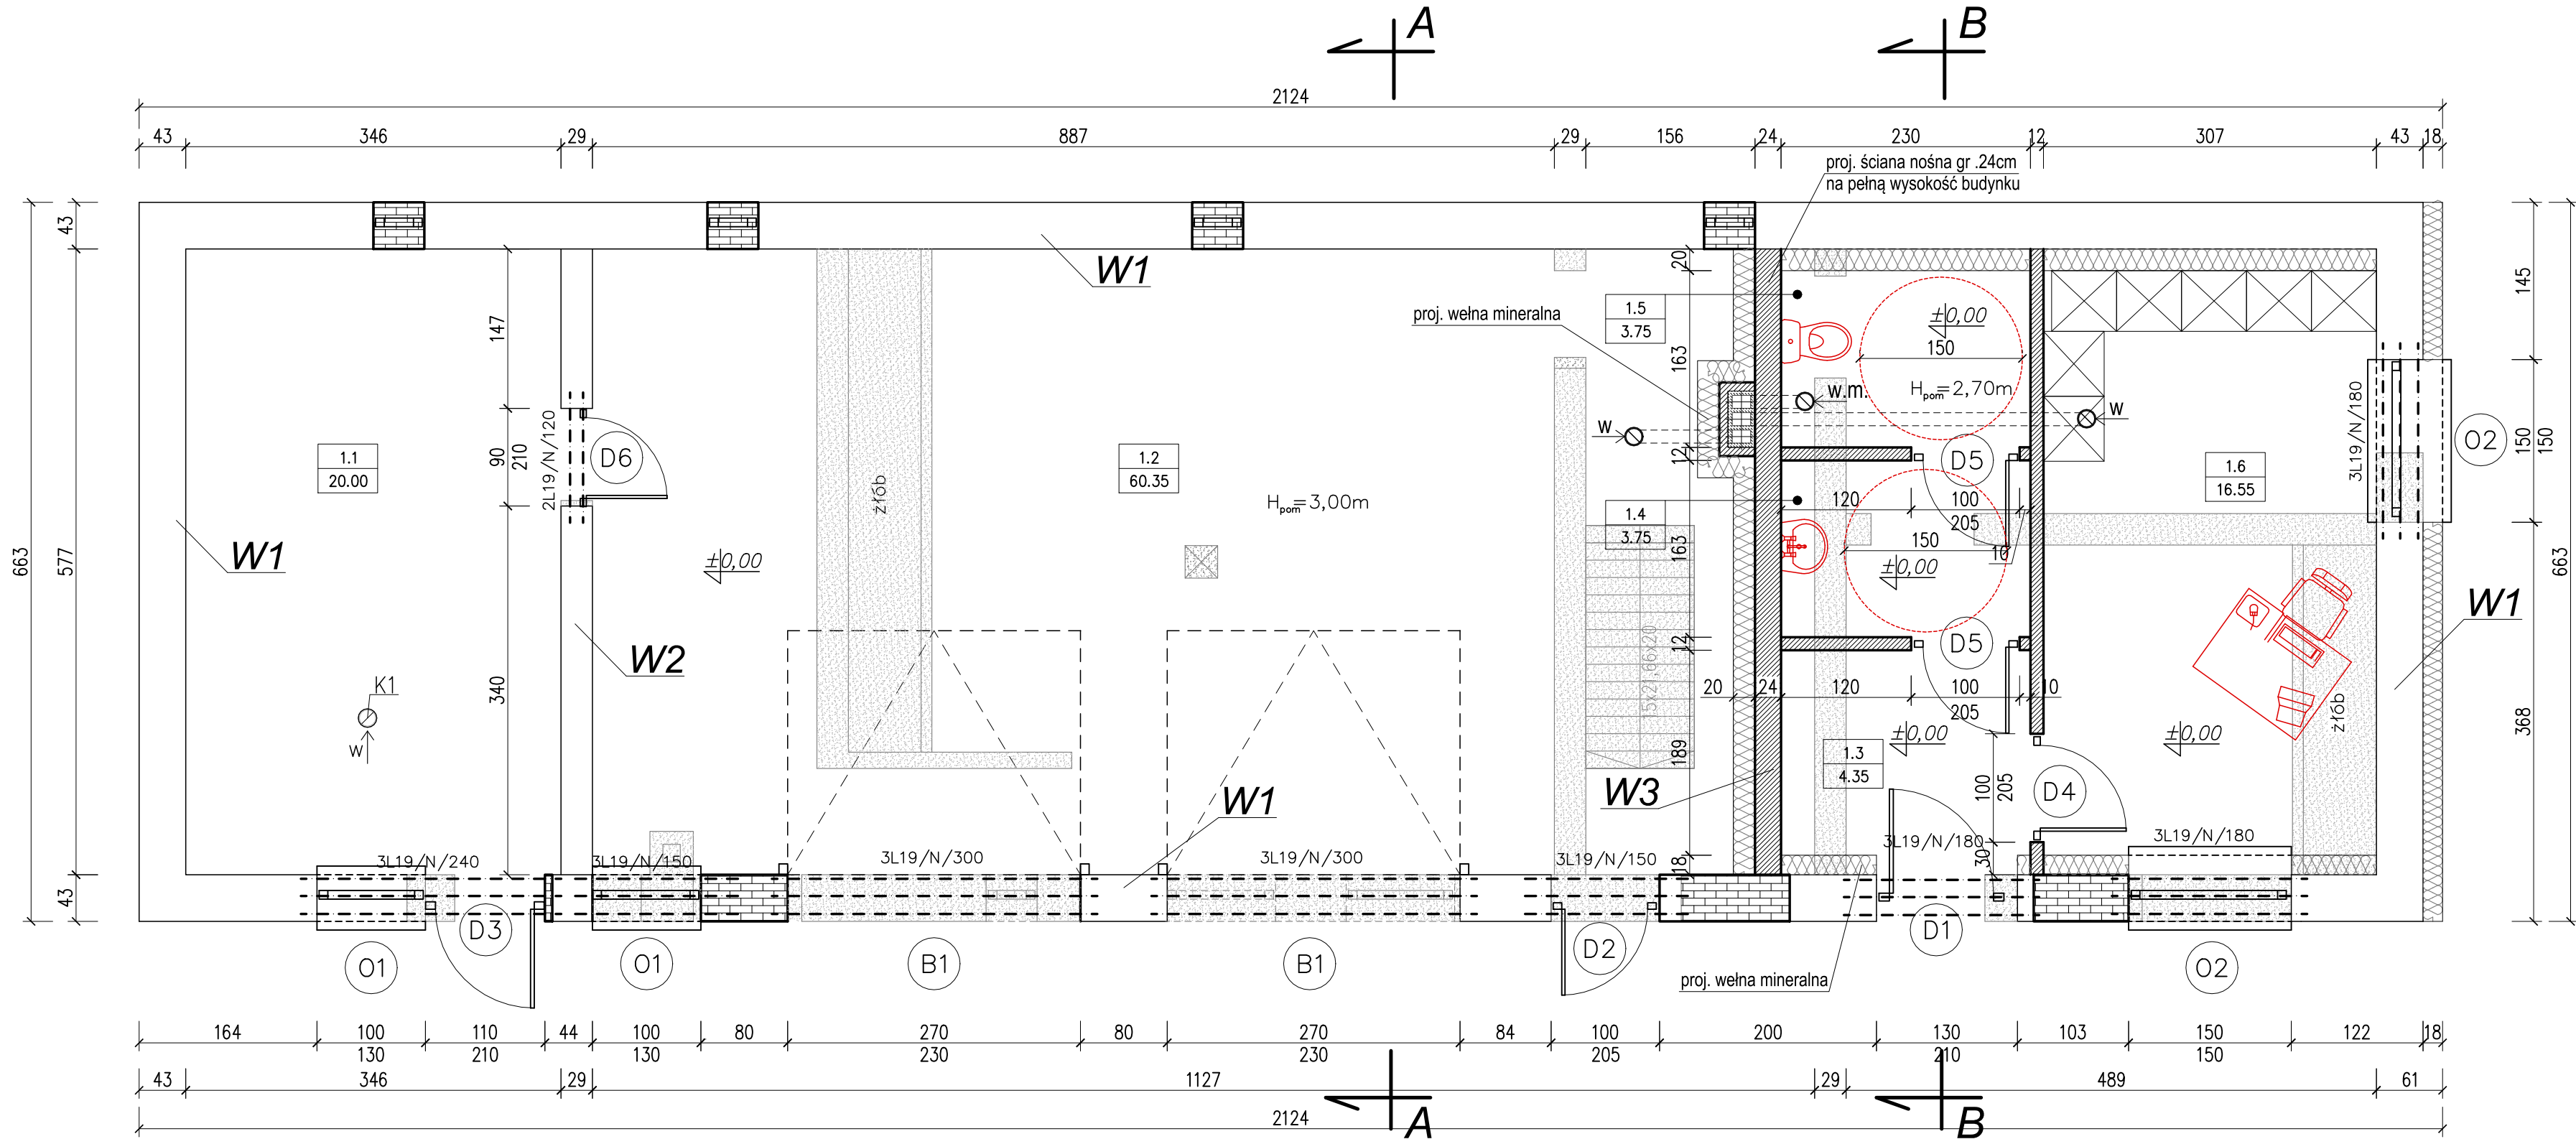 A
B
2124
43
346
29
887
29
156
24
230
12
307
43
18
proj. ściana nośna gr .24cm
na pełną wysokość budynku
663
43
577
43
147
90
210
340
2L19/N/120
W1
W1
W2
W1
W3
W1
1.1
20.00
1.2
60.35
1.5
3.75
1.4
3.75
1.3
4.35
1.6
16.55
proj. wełna mineralna
Hpom=3,00m
Hpom=2,70m
±0,00
±0,00
±0,00
±0,00
±0,00
150
150
w.m.
w
w
K1
w
żłób
żłób
15x21,66x20
20
163
12
163
12
189
18
20
24
120
100
205
10
120
100
205
10
100
205
30
D6
D5
D5
D4
3L19/N/180
O2
145
150
150
368
663
3L19/N/240
3L19/N/150
3L19/N/300
3L19/N/300
3L19/N/150
3L19/N/180
3L19/N/180
O1
D3
O1
B1
B1
D2
D1
O2
proj. wełna mineralna
164
100
130
110
210
44
100
130
80
270
230
80
270
230
84
100
205
200
130
210
103
150
150
122
18
43
346
29
1127
29
489
61
2124
A
B